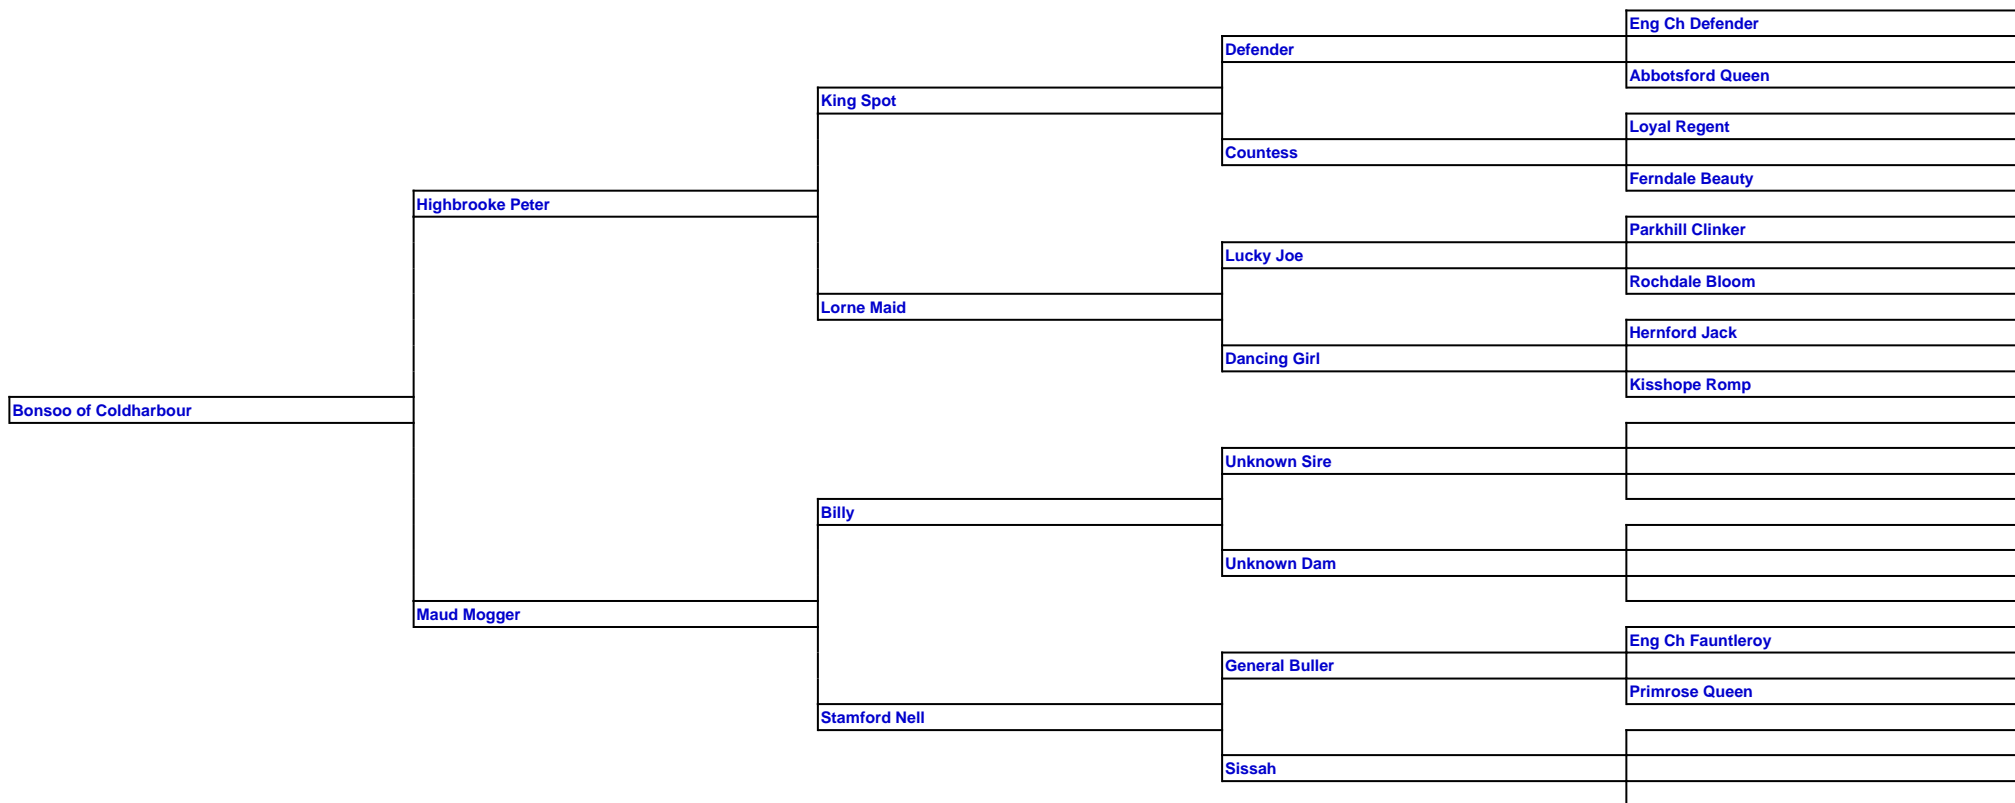 Eng Ch Defender
Defender
Abbotsford Queen
King Spot
Loyal Regent
Countess
Ferndale Beauty
Highbrooke Peter
Parkhill Clinker
Lucky Joe
Rochdale Bloom
Lorne Maid
Hernford Jack
Dancing Girl
Kisshope Romp
Bonsoo of Coldharbour
Unknown Sire
Billy
Unknown Dam
Maud Mogger
Eng Ch Fauntleroy
General Buller
Primrose Queen
Stamford Nell
Sissah